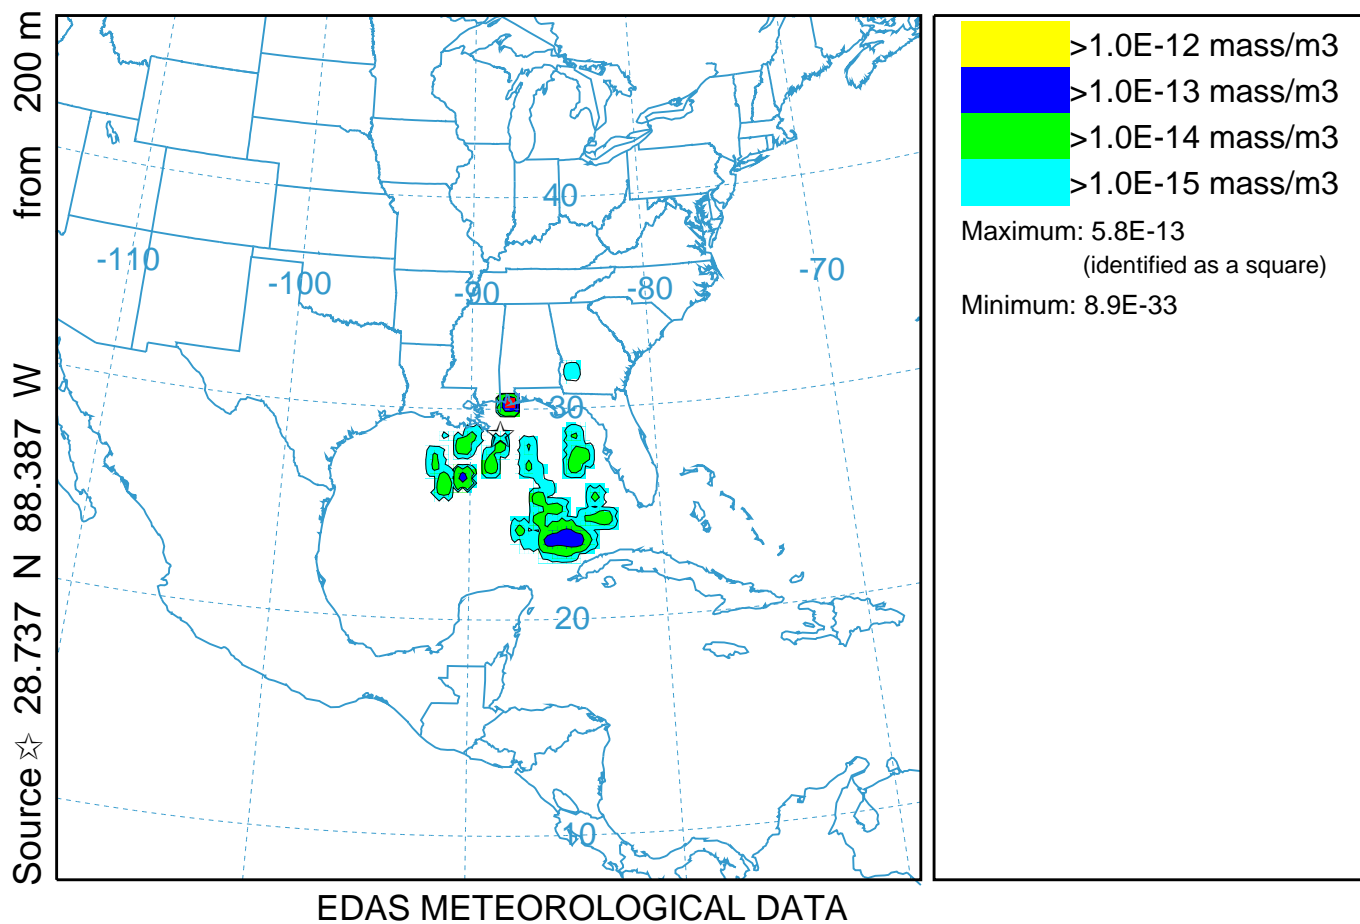 Source ☆ 28.737 N 88.387 W from 200 m
40
-110
-100
-90
-80
-70
30
20
10
EDAS METEOROLOGICAL DATA
>1.0E-12 mass/m3
>1.0E-13 mass/m3
>1.0E-14 mass/m3
>1.0E-15 mass/m3
Maximum: 5.8E-13
(identified as a square)
Minimum: 8.9E-33